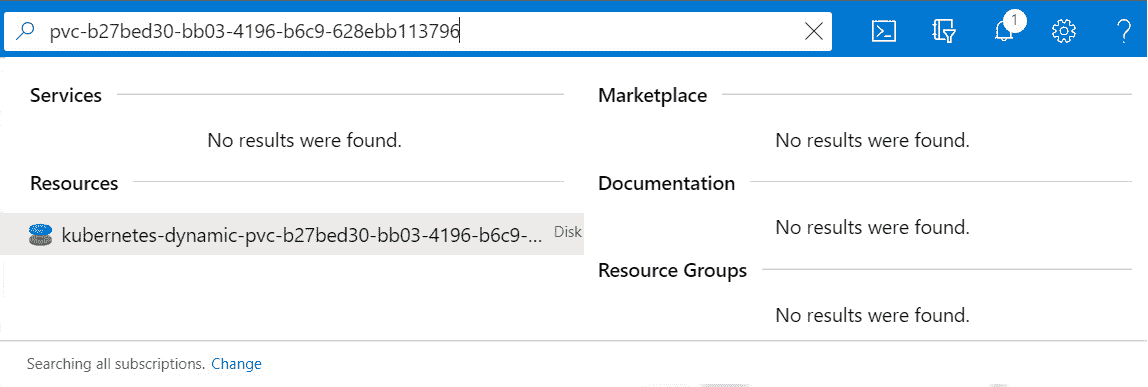 pvc-b27bed30-bb03-4196-b6c9-628ebb113796
1
Services
No results were found.
Resources
kubernetes-dynamic-pvc-b27bed30-bb03-4196-b6c9-... Disk
Marketplace
No results were found.
Documentation
No results were found.
Resource Groups
No results were found.
Searching all subscriptions. Change